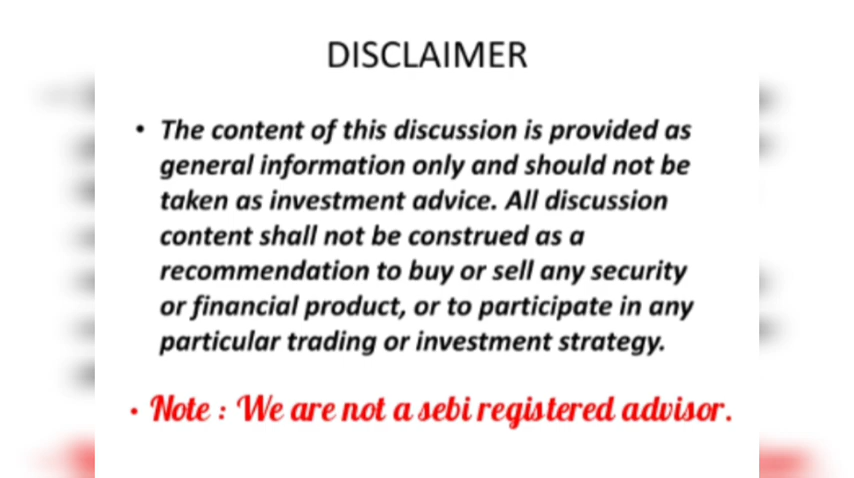 DISCLAIMER
• The content of this discussion is provided as
general information only and should not be
taken as investment advice. All discussion
content shall not be construed as a
recommendation to buy or sell any security
or financial product, or to participate in any
particular trading or investment strategy.
• Note : We are not a sebi registered advisor.